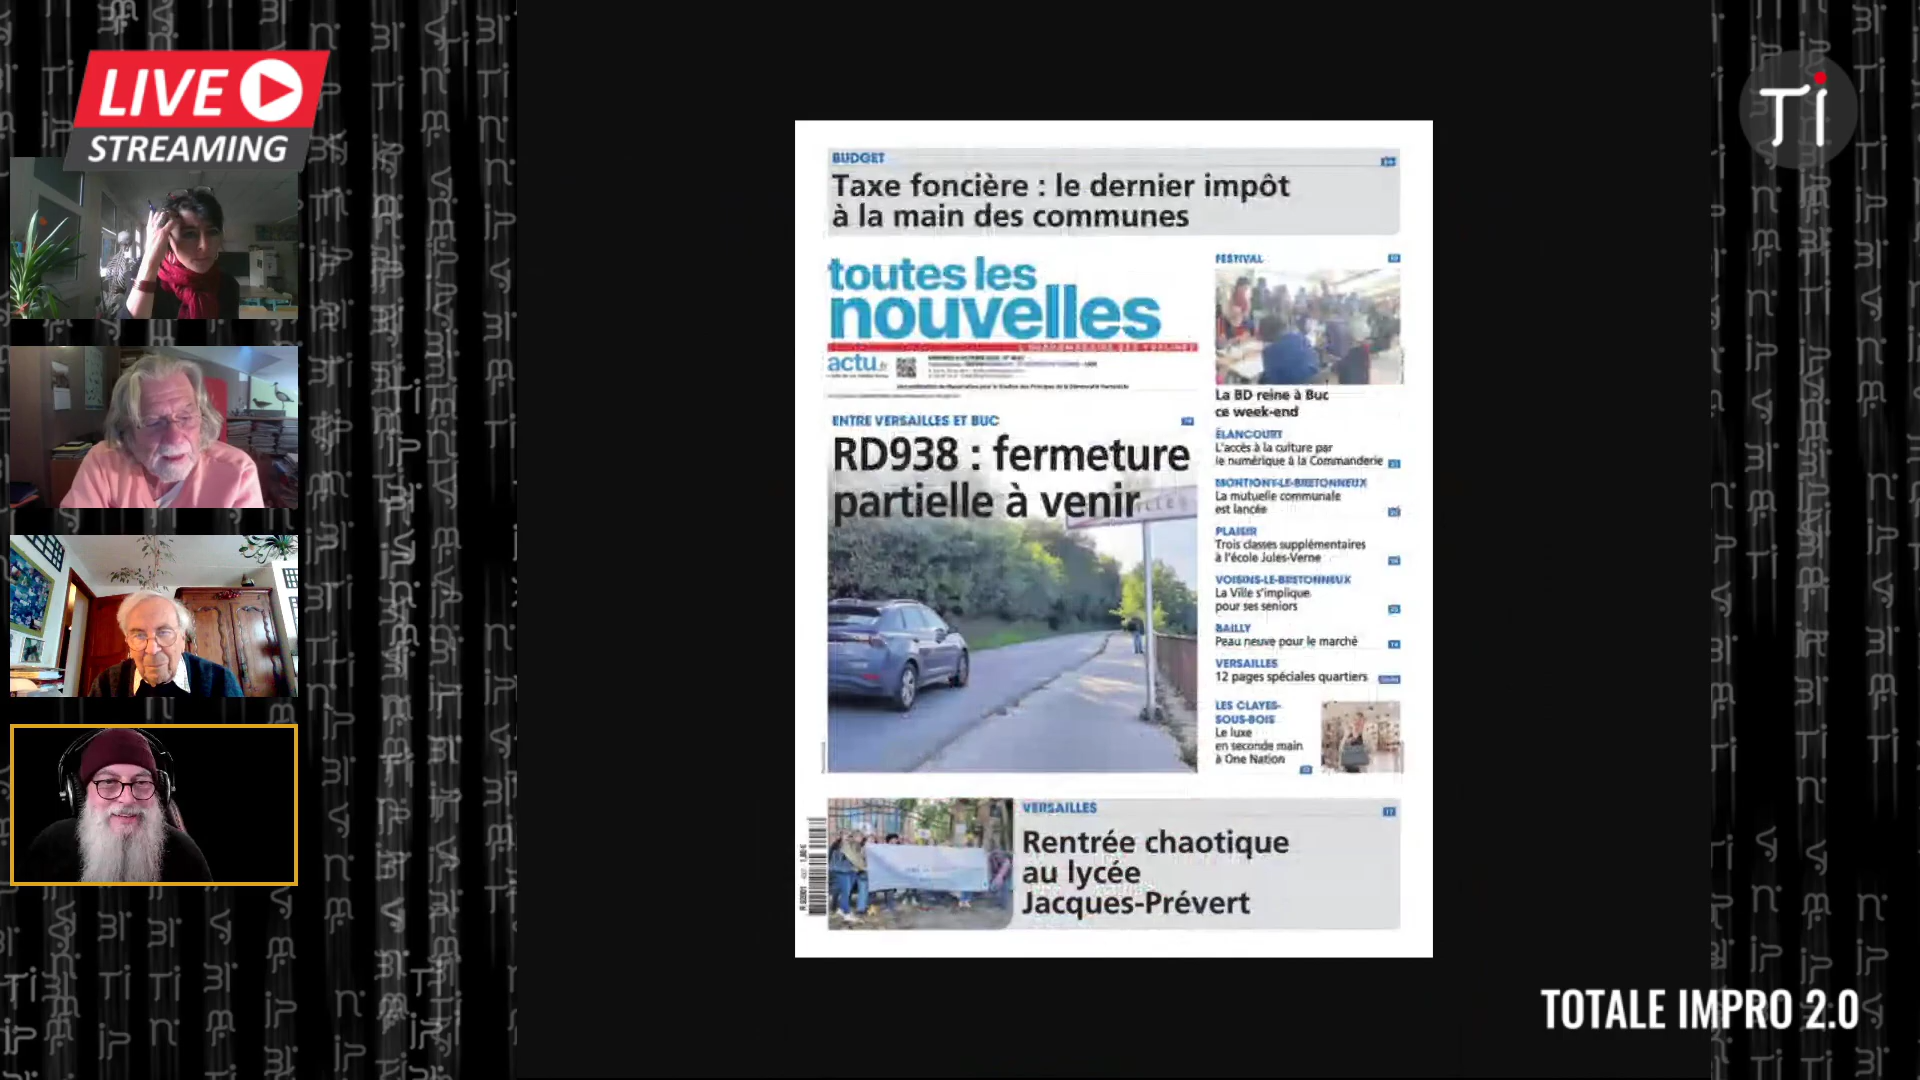 LIVE
STREAMING
Ti
BUDGET
Taxe foncière : le dernier impôt
à la main des communes
toutes les
nouvelles
L'HEBDOMADAIRE DES YVELINES
actu.fr
FESTIVAL
La BD reine à Buc
ce week-end
ENTRE VERSAILLES ET BUC
RD938 : fermeture
partielle à venir
ÉLANCOURT
L'accès à la culture par
le numérique à la Commanderie
MONTIGNY-LE-BRETONNEUX
La mutuelle communale
est lancée
PLAISIR
Trois classes supplémentaires
à l'école Jules-Verne
VOISINS-LE-BRETONNEUX
La Ville s'implique
pour ses seniors
BAILLY
Peau neuve pour le marché
VERSAILLES
12 pages spéciales quartiers
LES CLAYES-
SOUS-BOIS
Le luxe
en seconde main
à One Nation
VERSAILLES
Rentrée chaotique
au lycée
Jacques-Prévert
TOTALE IMPRO 2.0